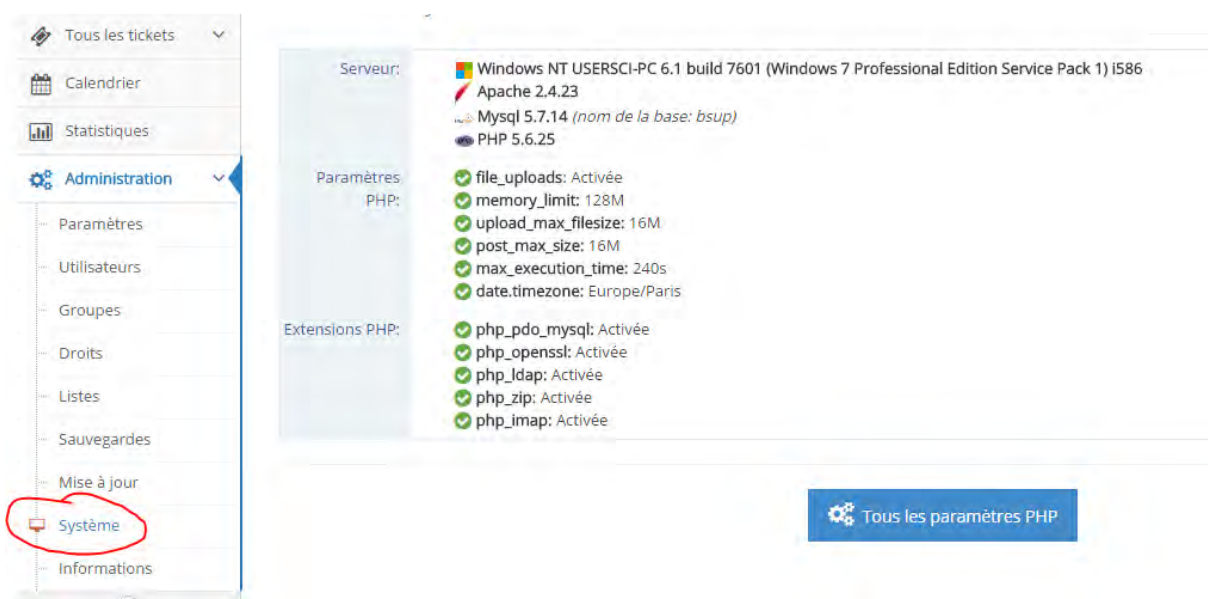 Tous les tickets
Calendrier
Statistiques
Administration
Paramètres
Utilisateurs
Groupes
Droits
Listes
Sauvegardes
Mise à jour
Système
Informations
Serveur:
Windows NT USERSCI-PC 6.1 build 7601 (Windows 7 Professional Edition Service Pack 1) i586
Apache 2.4.23
Mysql 5.7.14 (nom de la base: bsup)
PHP 5.6.25
Paramètres
PHP:
file_uploads: Activée
memory_limit: 128M
upload_max_filesize: 16M
post_max_size: 16M
max_execution_time: 240s
date.timezone: Europe/Paris
Extensions PHP:
php_pdo_mysql: Activée
php_openssl: Activée
php_ldap: Activée
php_zip: Activée
php_imap: Activée
Tous les paramètres PHP